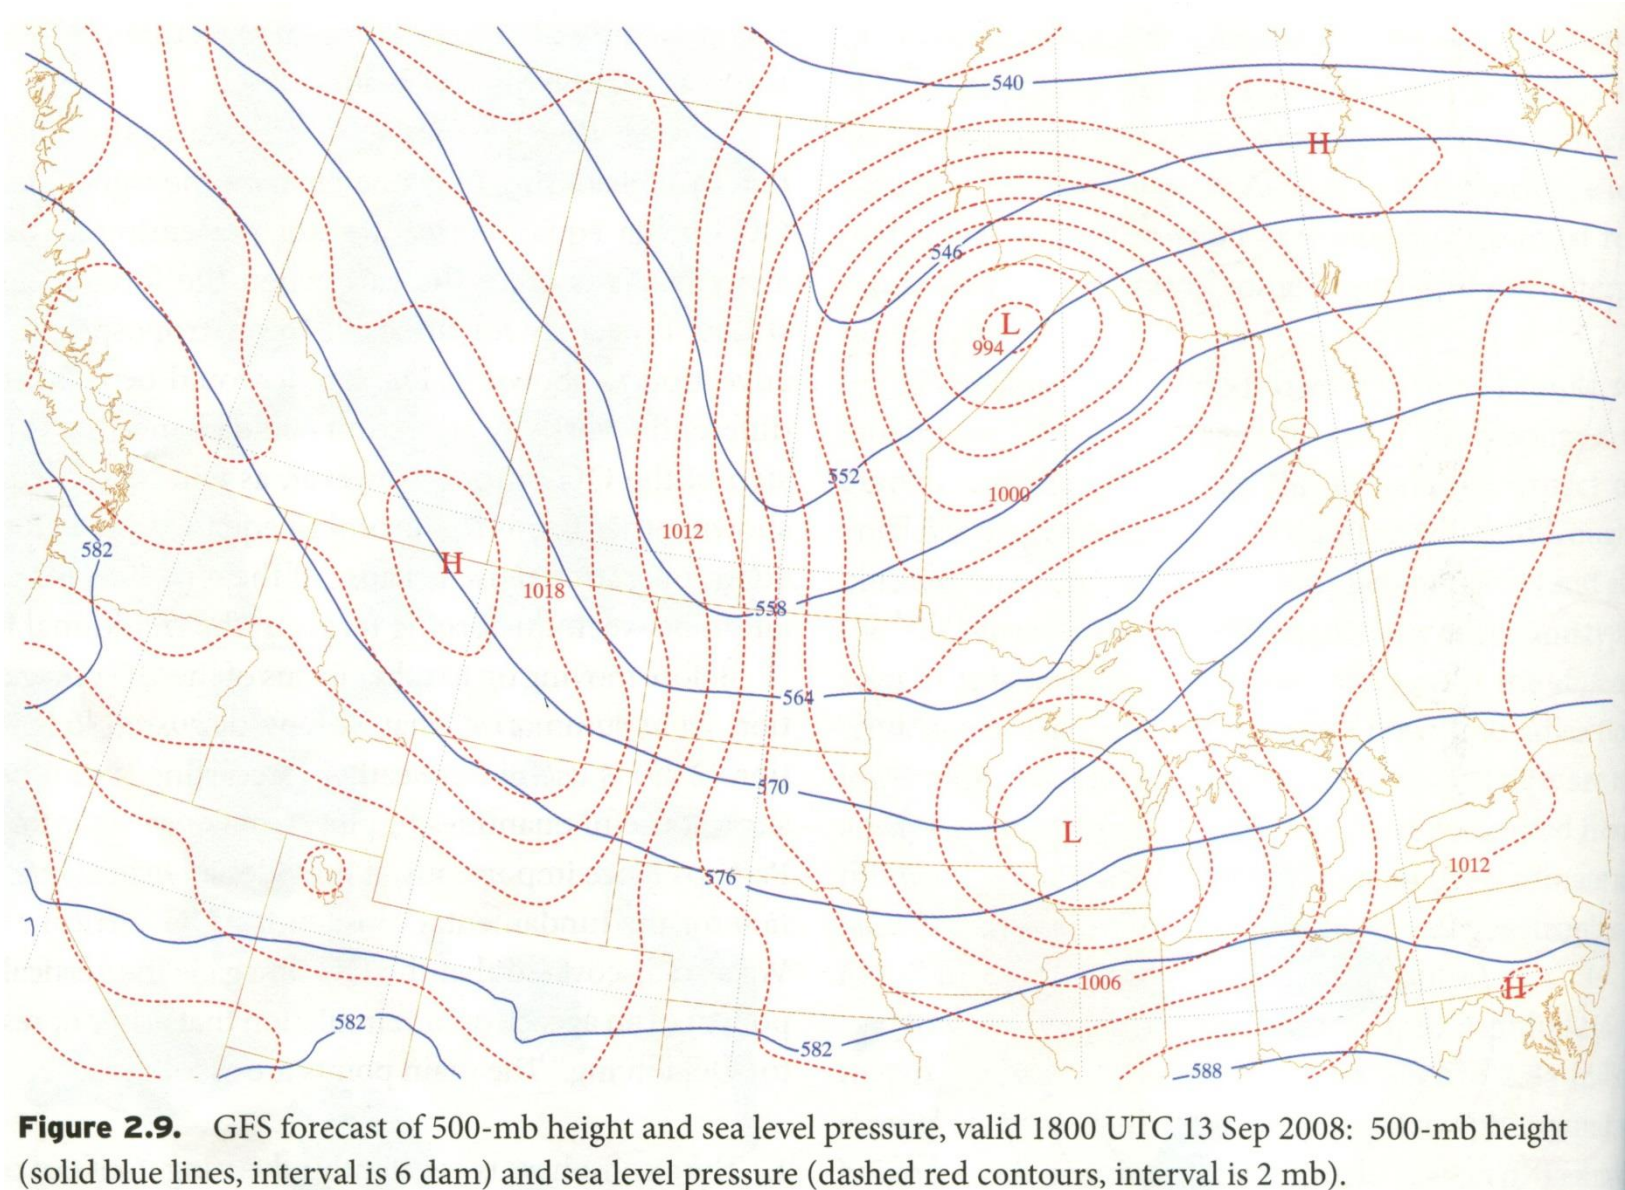 540
H
546
L
994
552
1000
1012
582
H
1018
558
564
570
L
576
1012
1006
H
582
582
588
Figure 2.9. GFS forecast of 500-mb height and sea level pressure, valid 1800 UTC 13 Sep 2008: 500-mb height
(solid blue lines, interval is 6 dam) and sea level pressure (dashed red contours, interval is 2 mb).